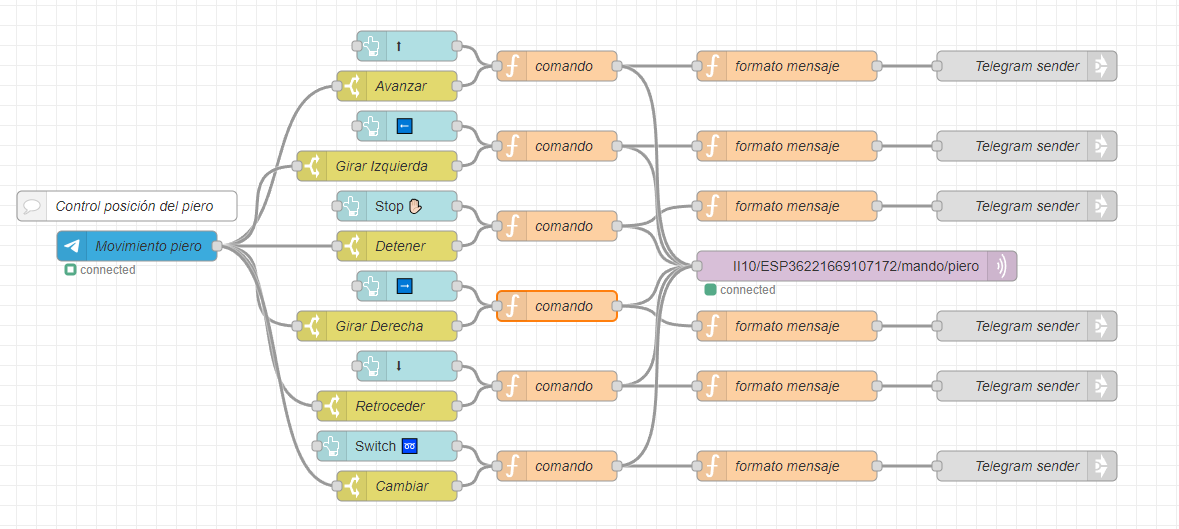 ⬆
comando
formato mensaje
Telegram sender
Avanzar
⬅
comando
formato mensaje
Telegram sender
Girar Izquierda
Control posición del piero
Stop ✋
comando
formato mensaje
Telegram sender
Movimiento piero
connected
Detener
II10/ESP36221669107172/mando/piero
connected
➡
comando
Girar Derecha
formato mensaje
Telegram sender
⬇
comando
formato mensaje
Telegram sender
Retroceder
Switch ➿
comando
formato mensaje
Telegram sender
Cambiar